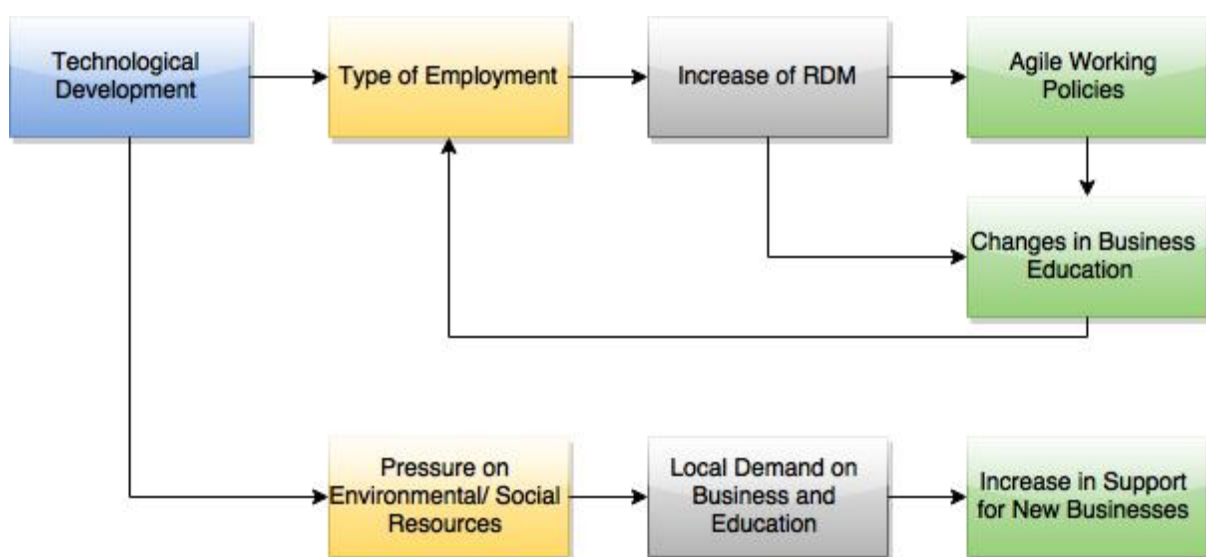 Technological
Development
Type of Employment
Increase of RDM
Agile Working
Policies
Changes in Business
Education
Pressure on
Environmental/ Social
Resources
Local Demand on
Business and
Education
Increase in Support
for New Businesses